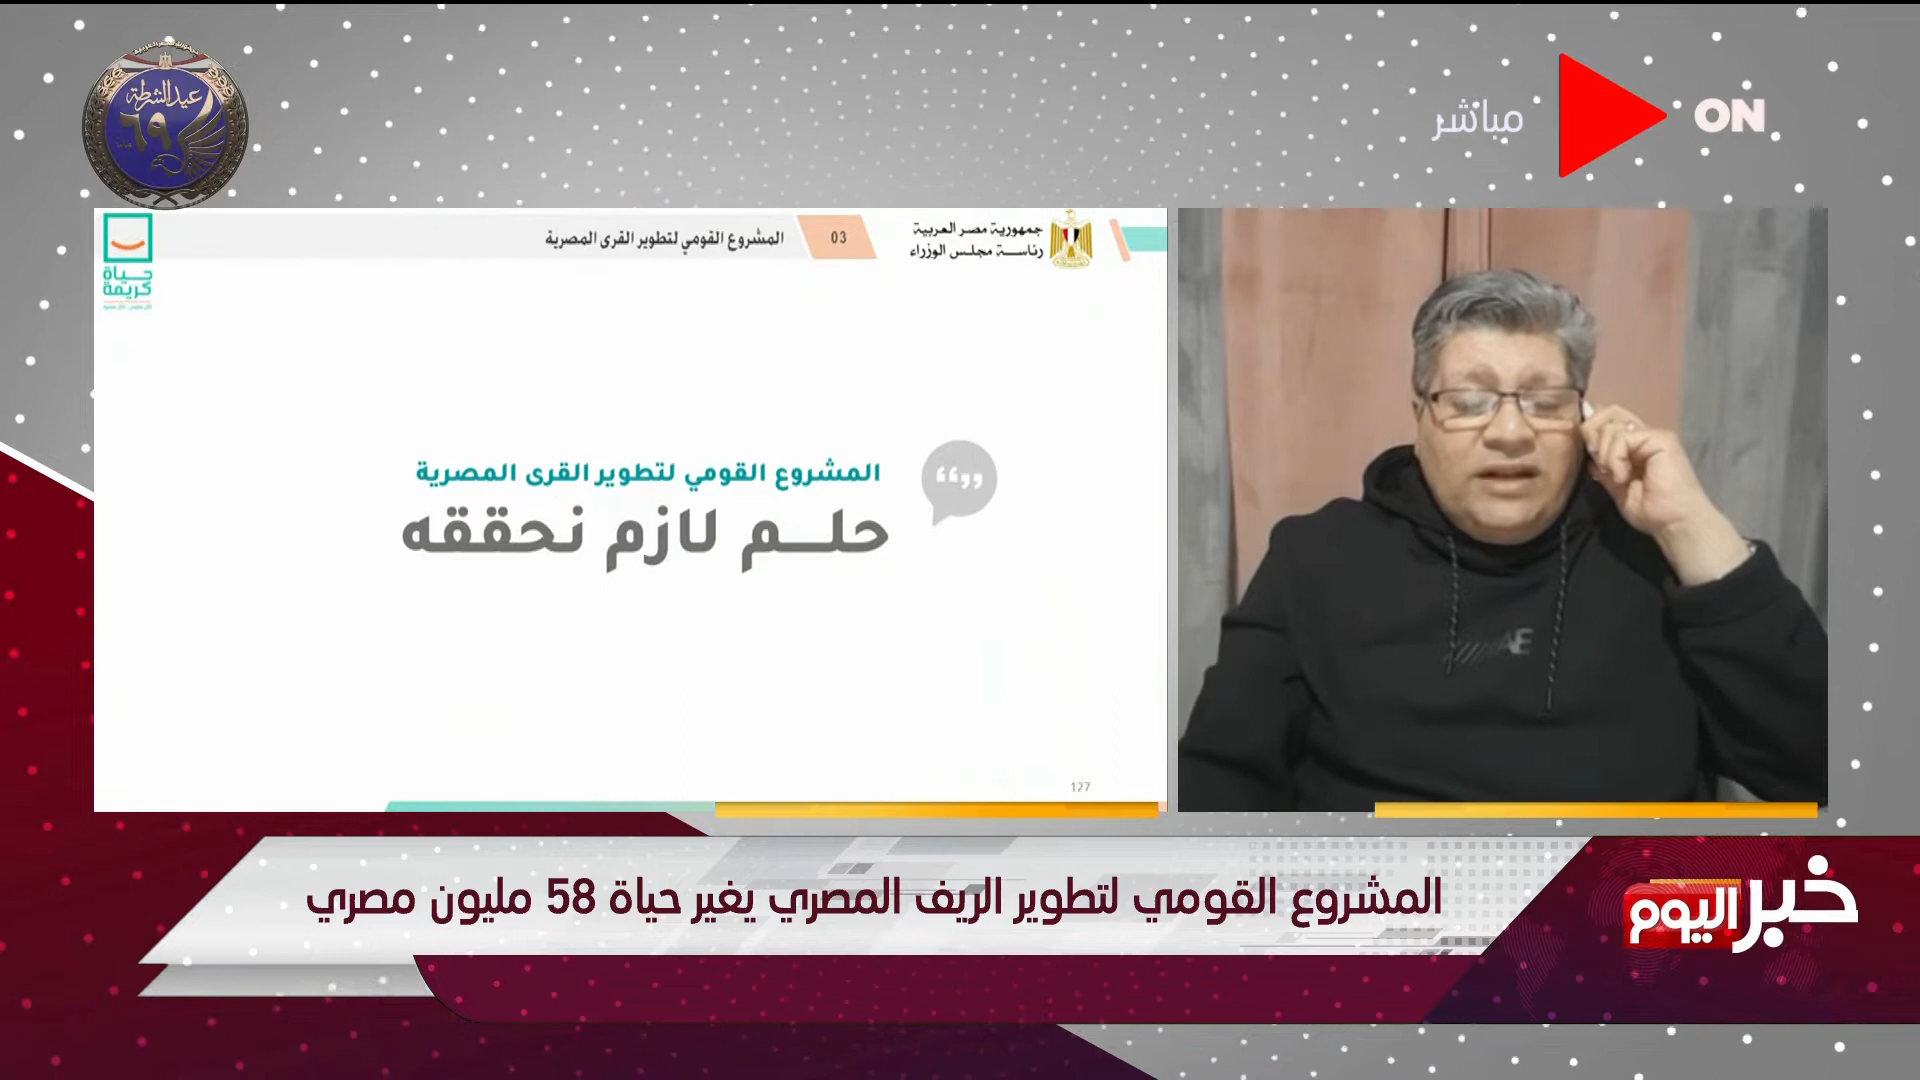 عيد الشرطة
٦٩
مباشر
ON
جمهورية مصر العربية
رئاسة مجلس الوزراء
03
المشروع القومي لتطوير القرى المصرية
حياة
كريمة
المشروع القومي لتطوير القرى المصرية
حلم لازم نحققه
127
AE
المشروع القومي لتطوير الريف المصري يغير حياة 58 مليون مصري
خبر اليوم